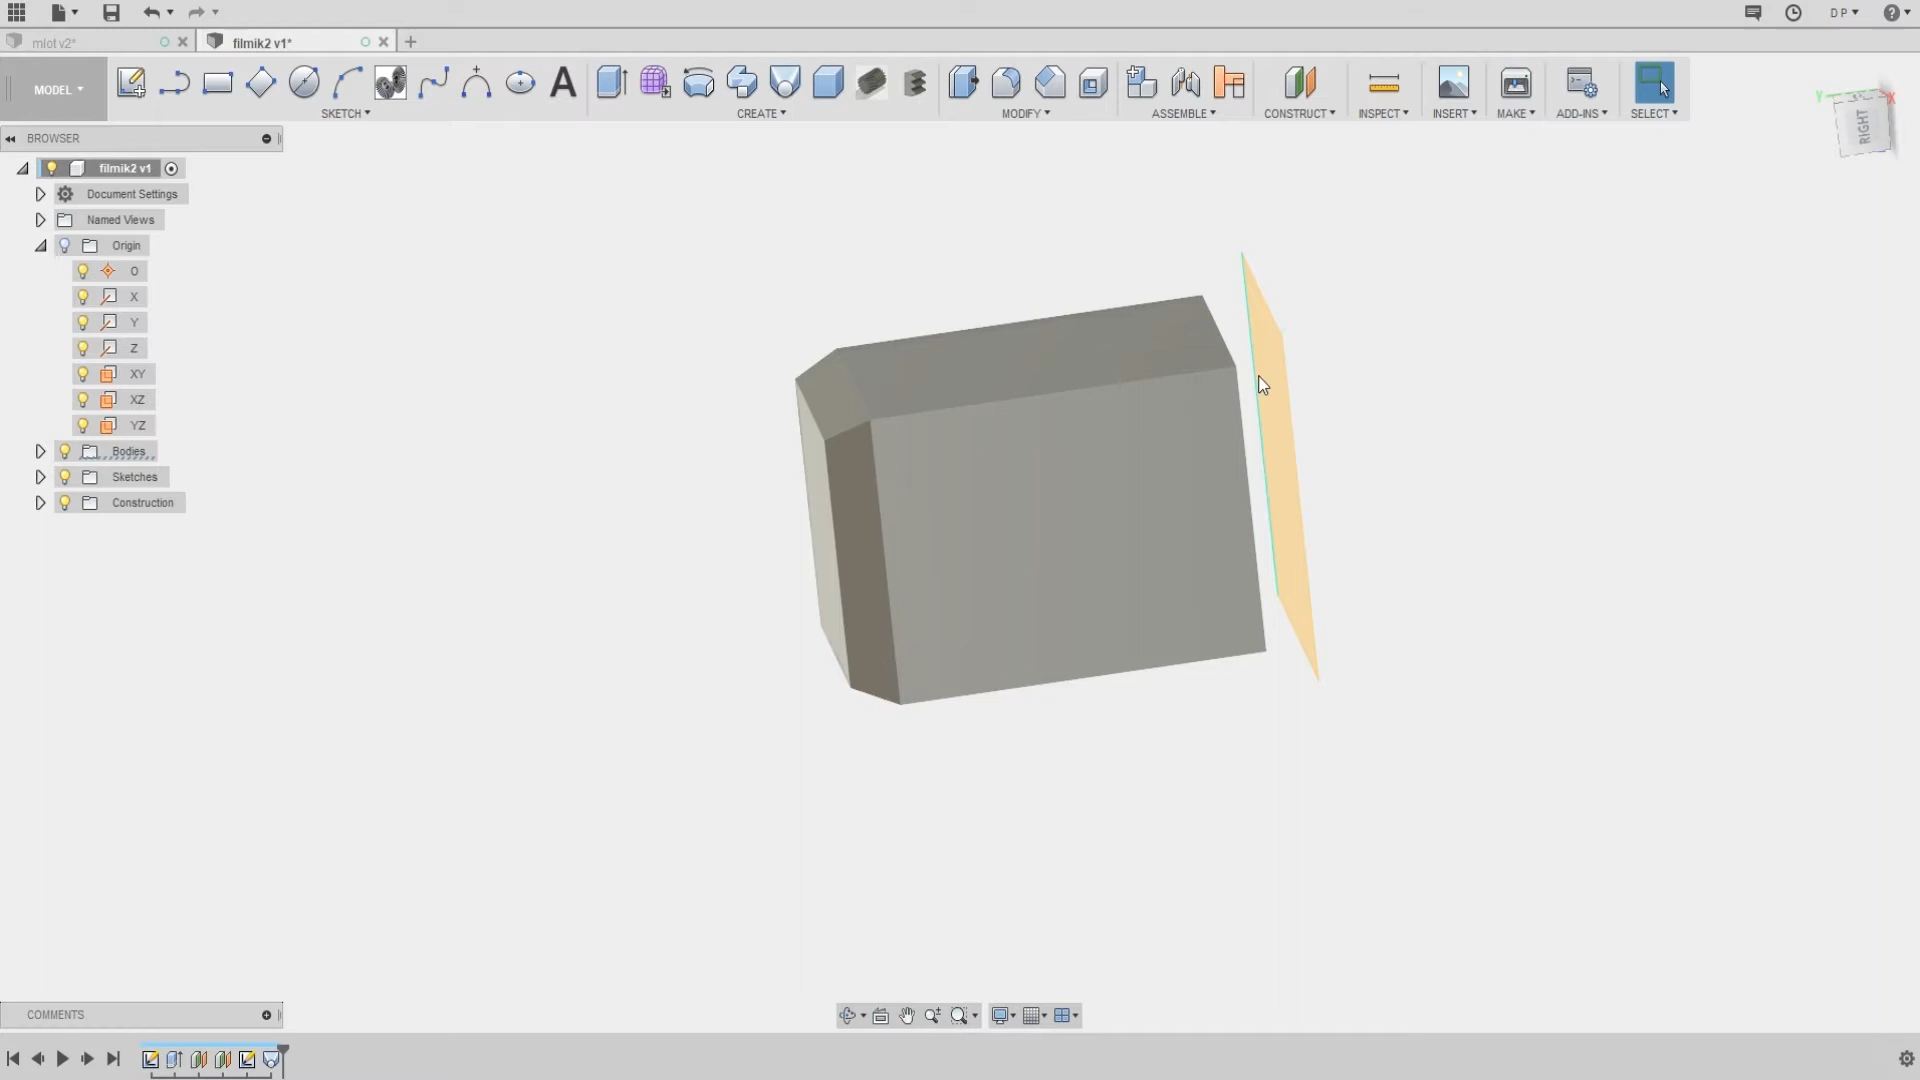 DP
mlot v2*
filmik2 v1*
MODEL
SKETCH
CREATE
MODIFY
ASSEMBLE
CONSTRUCT
INSPECT
INSERT
MAKE
ADD-INS
SELECT
A
Y
X
RIGHT
BROWSER
filmik2 v1
Document Settings
Named Views
Origin
O
X
Y
Z
XY
XZ
YZ
Bodies
Sketches
Construction
COMMENTS